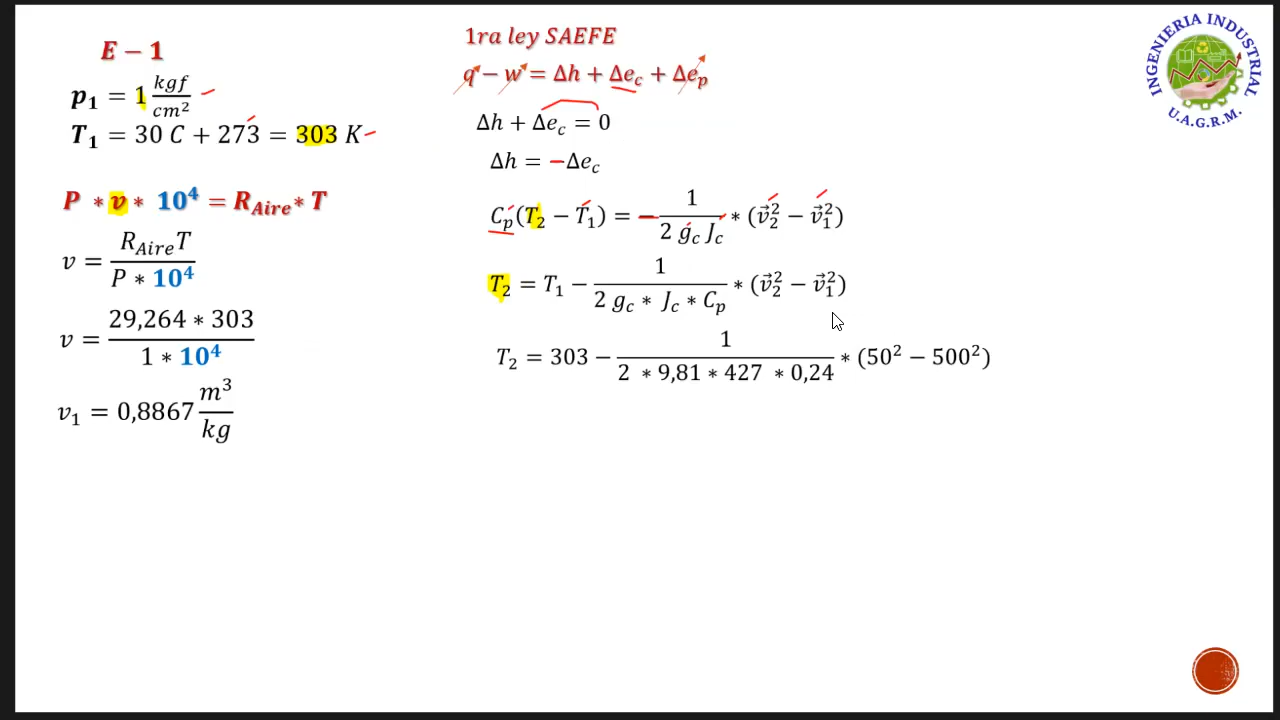 E − 1
p₁ = 1 kgf/cm²
T₁ = 30 C + 273 = 303 K
P * v * 10⁴ = R_Aire * T
v = R_Aire T / P * 10⁴
v = 29,264 * 303 / 1 * 10⁴
v₁ = 0,8867 m³/kg
1ra ley SAEFE
q − w = Δh + Δe_c + Δe_p
Δh + Δe_c = 0
Δh = −Δe_c
C_p(T₂ − T₁) = − 1 / 2 g_c J_c * (v⃗₂² − v⃗₁²)
T₂ = T₁ − 1 / 2 g_c * J_c * C_p * (v⃗₂² − v⃗₁²)
T₂ = 303 − 1 / 2 * 9,81 * 427 * 0,24 * (50² − 500²)
INGENIERIA INDUSTRIAL
U.A.G.R.M.